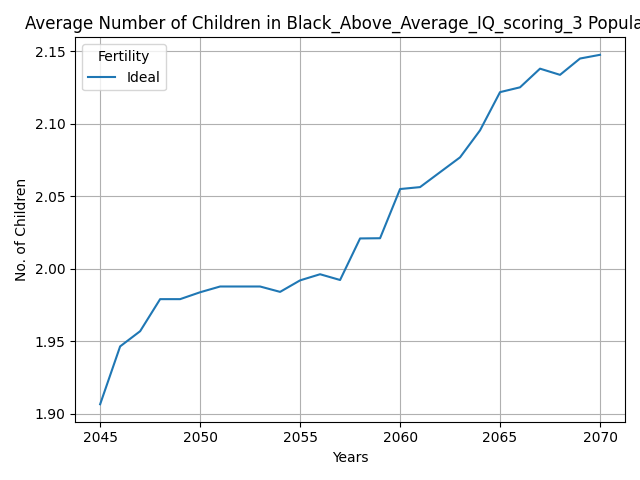 Average Number of Children in Black_Above_Average_IQ_scoring_3 Popula
Fertility
Ideal
2.15
2.10
2.05
2.00
1.95
1.90
No. of Children
2045 2050 2055 2060 2065 2070
Years